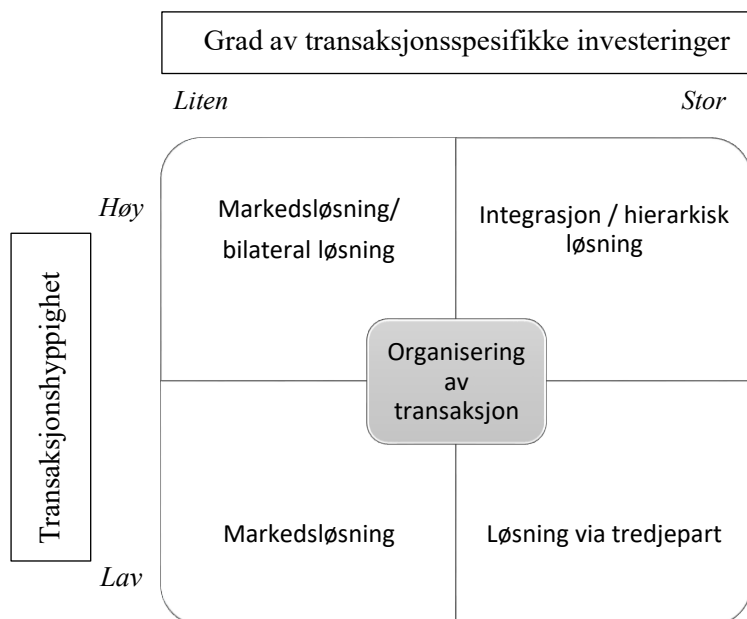 Grad av transaksjonsspesifikke investeringer
Liten
Stor
Høy
Markedsløsning/
bilateral løsning
Integrasjon / hierarkisk
løsning
Transaksjonshyppighet
Organisering
av
transaksjon
Markedsløsning
Løsning via tredjepart
Lav